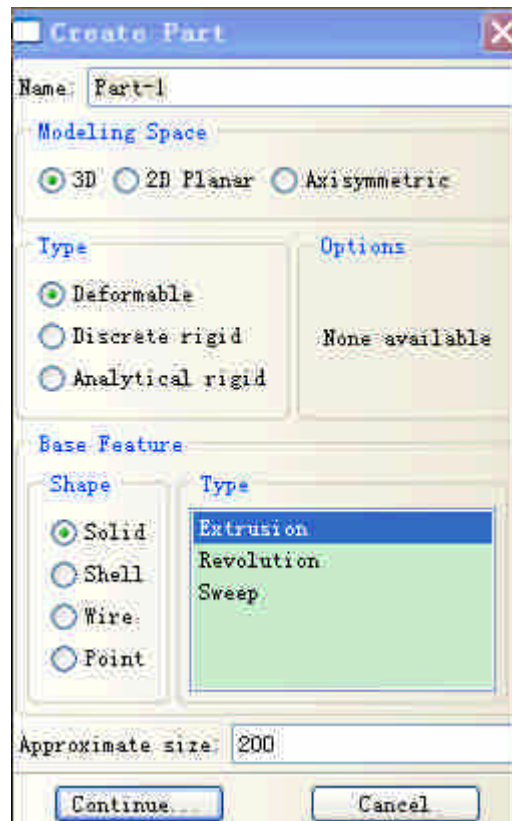 Create Part
Name: Part-1
Modeling Space
3D 2D Planar Axisymmetric
Type
Deformable
Discrete rigid
Analytical rigid
Options
None available
Base Feature
Shape
Solid
Shell
Wire
Point
Type
Extrusion
Revolution
Sweep
Approximate size: 200
Continue... Cancel